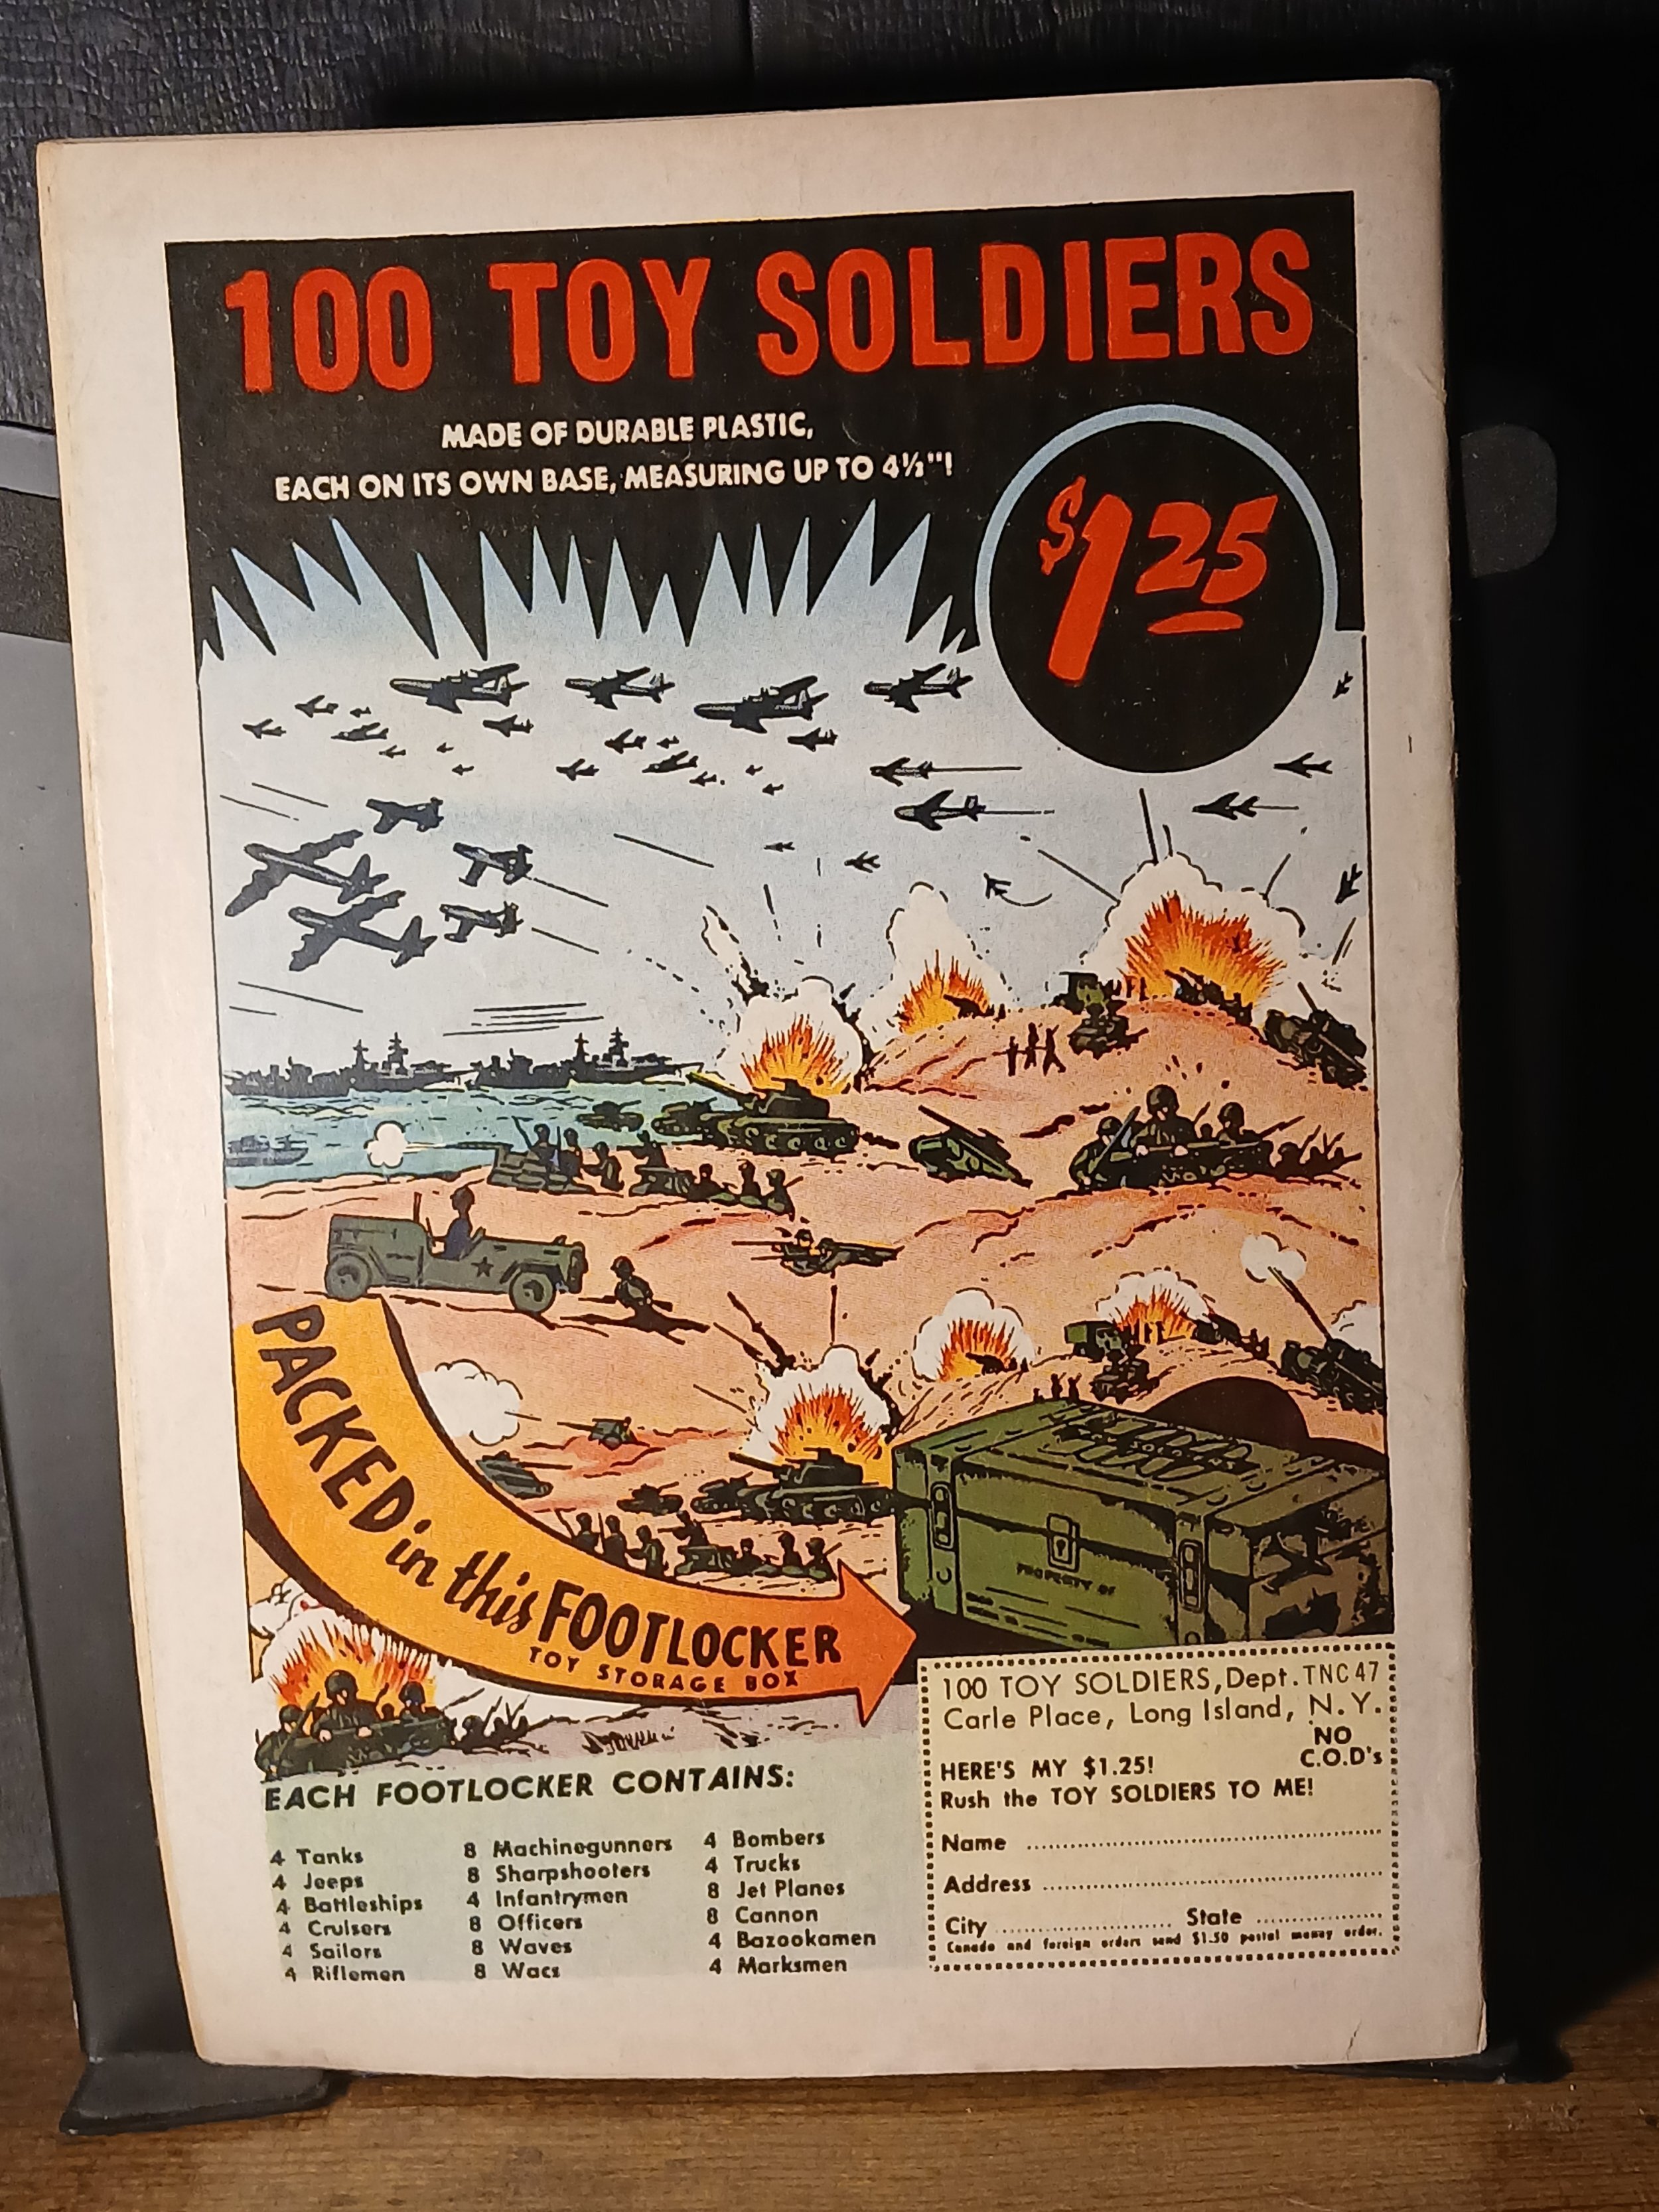 100 TOY SOLDIERS
MADE OF DURABLE PLASTIC,
EACH ON ITS OWN BASE, MEASURING UP TO 4½"!
$1 25
PACKED in this FOOTLOCKER
TOY STORAGE BOX
PROPERTY OF
EACH FOOTLOCKER CONTAINS:
4 Tanks
4 Jeeps
4 Battleships
4 Cruisers
4 Sailors
4 Riflemen
8 Machinegunners
8 Sharpshooters
4 Infantrymen
8 Officers
8 Waves
8 Wacs
4 Bombers
4 Trucks
8 Jet Planes
8 Cannon
4 Bazookamen
4 Marksmen
100 TOY SOLDIERS, Dept. TNC 47
Carle Place, Long Island, N. Y.
NO
C.O.D's
HERE'S MY $1.25!
Rush the TOY SOLDIERS TO ME!
Name
Address
City State
Canada and foreign orders send $1.50 postal money order.